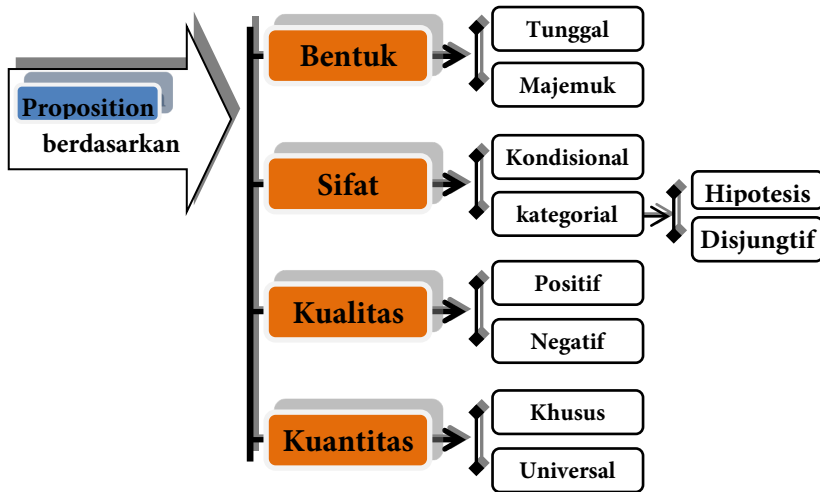 Proposition
berdasarkan
Bentuk
Tunggal
Majemuk
Sifat
Kondisional
kategorial
Hipotesis
Disjungtif
Kualitas
Positif
Negatif
Kuantitas
Khusus
Universal